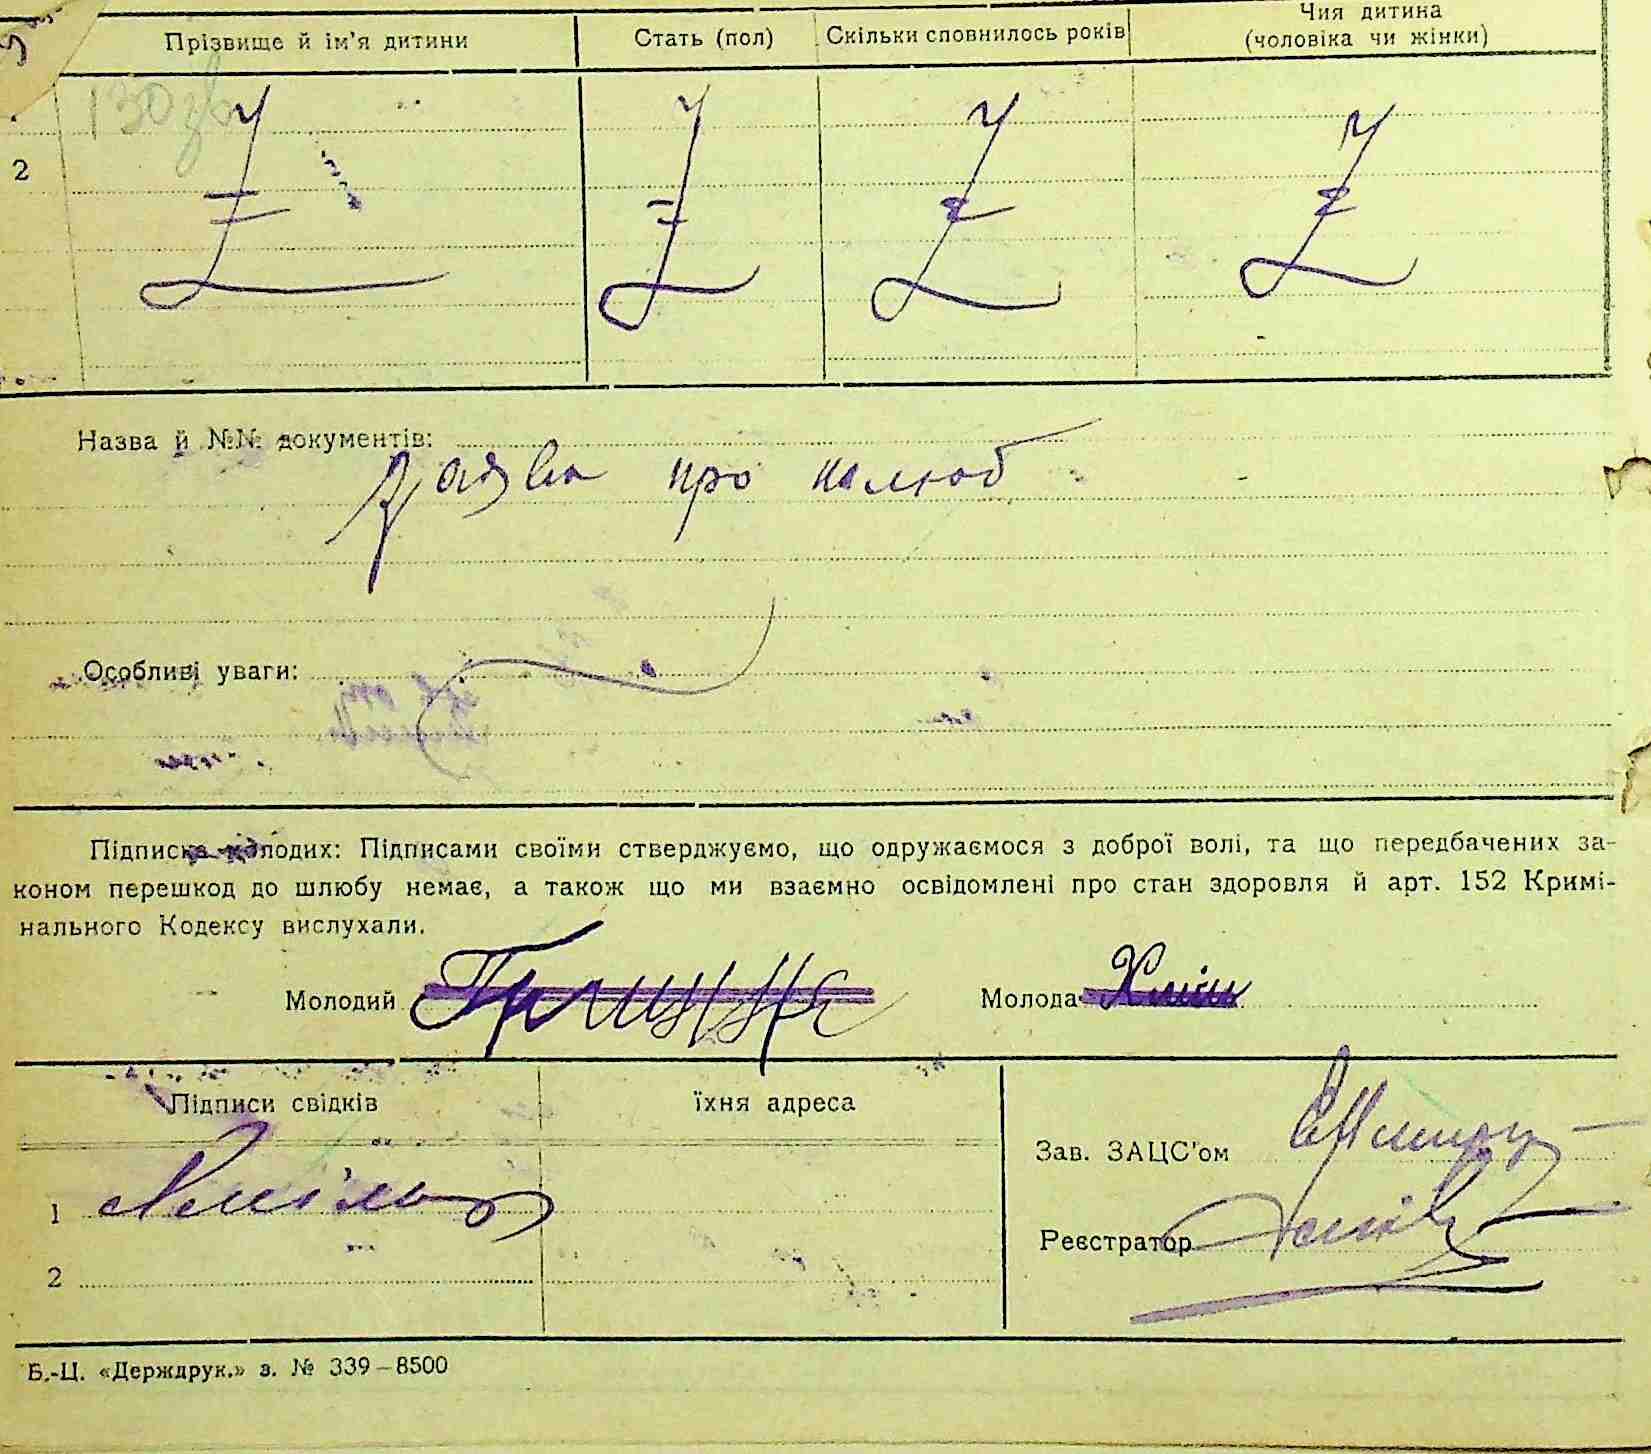 Прізвище й ім'я дитини Стать (пол) Скільки сповнилось років Чия дитина (чоловіка чи жінки)
2
Назва й №№ документів:
Заява про шлюб
Особливі уваги:
Підписка молодих: Підписами своїми стверджуємо, що одружаємося з доброї волі, та що передбачених за-
коном перешкод до шлюбу немає, а також що ми взаємно освідомлені про стан здоровля й арт. 152 Кримі-
нального Кодексу вислухали.
Молодий Молода
Підписи свідків їхня адреса
Зав. ЗАЦС'ом
1
Реєстратор
2
Б.-Ц. «Держдрук.» з. № 339–8500